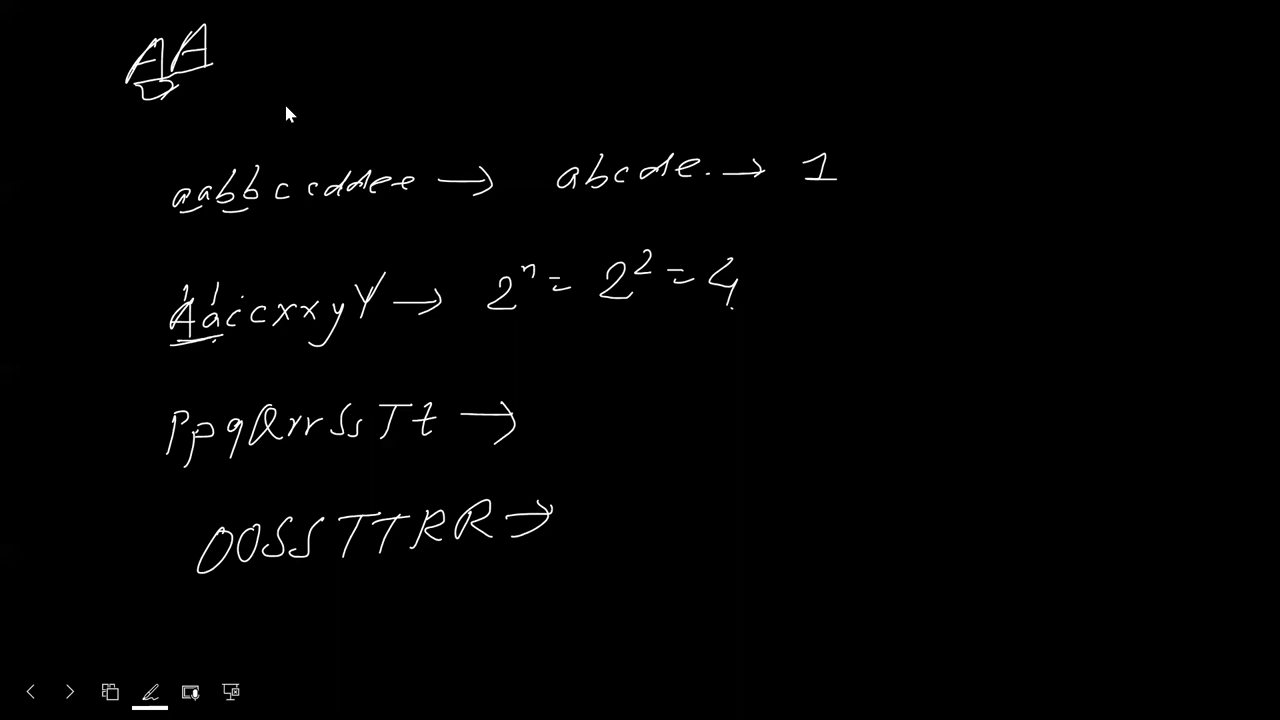 AA
aabbccddee → abcde. → 1
AaccxxyY → 2ⁿ = 2² = 4
PpqQrrSsTt →
OOSSTTRR →